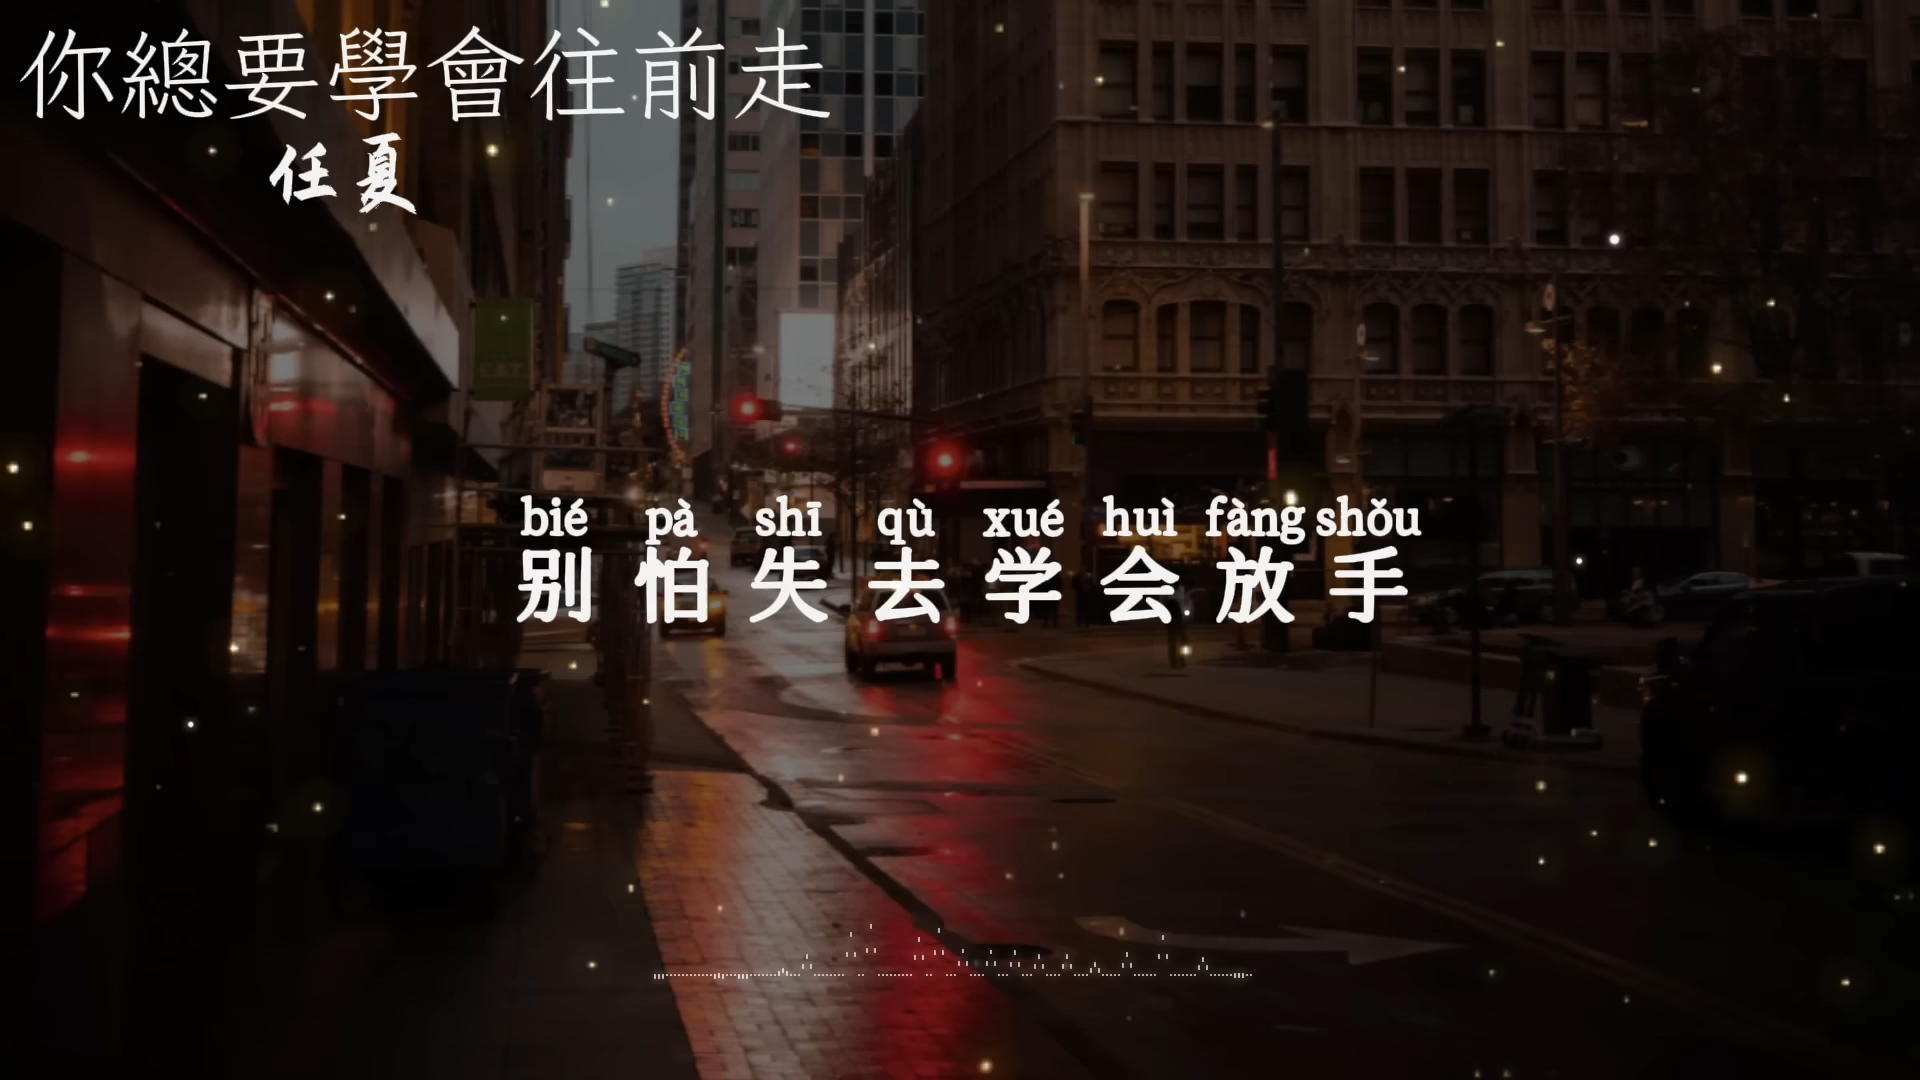 你總要學會往前走
任夏
bié pà shī qù xué huì fàng shǒu
别怕失去学会放手
EAT